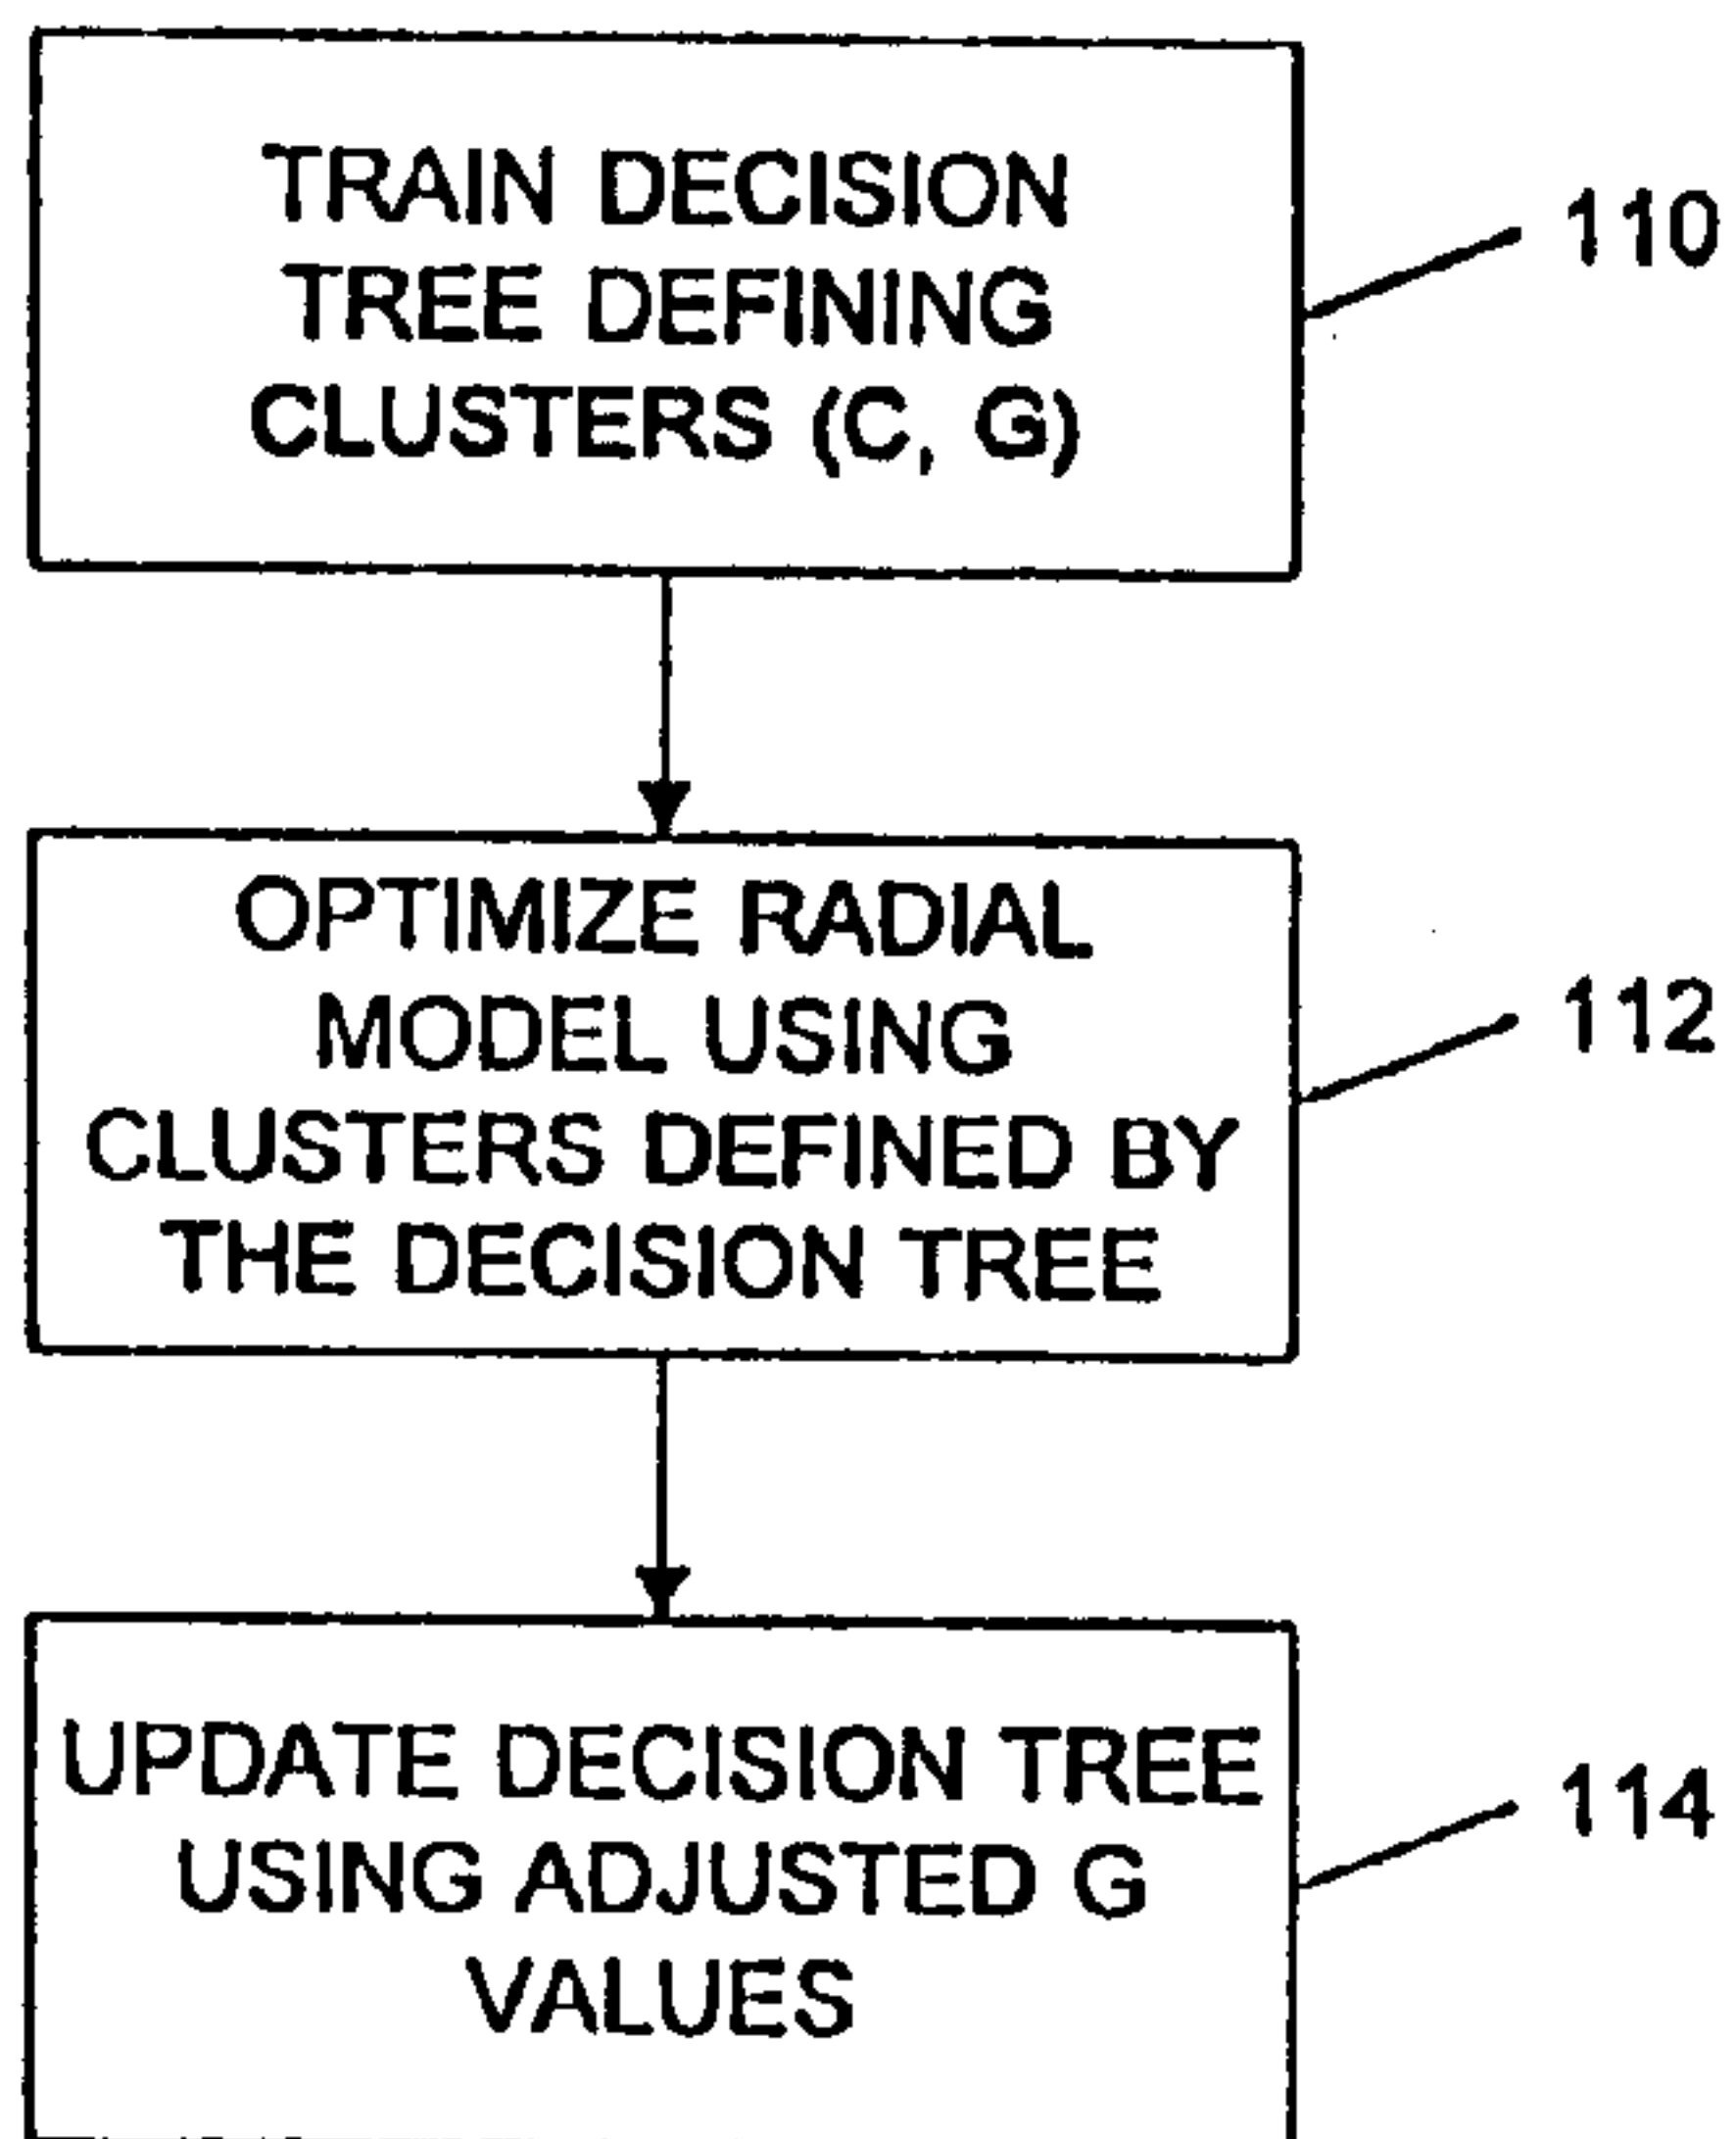 TRAIN DECISION
TREE DEFINING
CLUSTERS (C, G)
110
OPTIMIZE RADIAL
MODEL USING
CLUSTERS DEFINED BY
THE DECISION TREE
112
UPDATE DECISION TREE
USING ADJUSTED G
VALUES
114